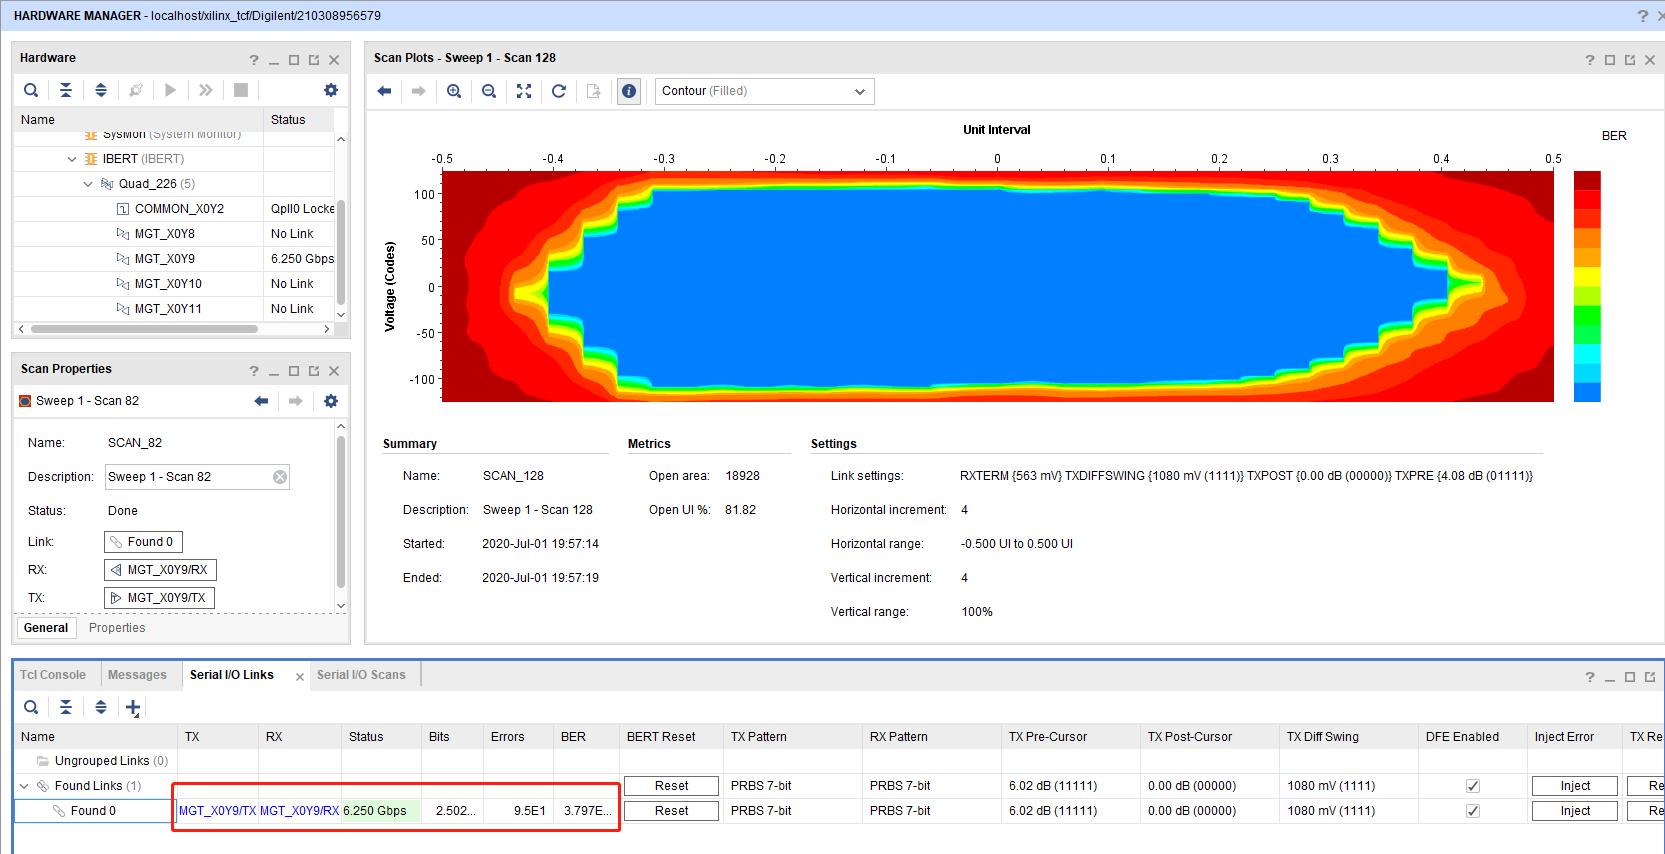 HARDWARE MANAGER - localhost/xilinx_tcf/Digilent/210308956579
Hardware
Name Status
SysMon (System Monitor)
IBERT (IBERT)
Quad_226 (5)
COMMON_X0Y2 Qpll0 Locke
MGT_X0Y8 No Link
MGT_X0Y9 6.250 Gbps
MGT_X0Y10 No Link
MGT_X0Y11 No Link
Scan Properties
Sweep 1 - Scan 82
Name: SCAN_82
Description: Sweep 1 - Scan 82
Status: Done
Link: Found 0
RX: MGT_X0Y9/RX
TX: MGT_X0Y9/TX
General Properties
Scan Plots - Sweep 1 - Scan 128
Contour (Filled)
Unit Interval
BER
-0.5 -0.4 -0.3 -0.2 -0.1 0 0.1 0.2 0.3 0.4 0.5
Voltage (Codes)
100
50
0
-50
-100
Summary
Name: SCAN_128
Description: Sweep 1 - Scan 128
Started: 2020-Jul-01 19:57:14
Ended: 2020-Jul-01 19:57:19
Metrics
Open area: 18928
Open UI %: 81.82
Settings
Link settings: RXTERM {563 mV} TXDIFFSWING {1080 mV (1111)} TXPOST {0.00 dB (00000)} TXPRE {4.08 dB (01111)}
Horizontal increment: 4
Horizontal range: -0.500 UI to 0.500 UI
Vertical increment: 4
Vertical range: 100%
Tcl Console Messages Serial I/O Links Serial I/O Scans
Name TX RX Status Bits Errors BER BERT Reset TX Pattern RX Pattern TX Pre-Cursor TX Post-Cursor TX Diff Swing DFE Enabled Inject Error TX Re
Ungrouped Links (0)
Found Links (1) Reset PRBS 7-bit PRBS 7-bit 6.02 dB (11111) 0.00 dB (00000) 1080 mV (1111) Inject Re
Found 0 MGT_X0Y9/TX MGT_X0Y9/RX 6.250 Gbps 2.502... 9.5E1 3.797E... Reset PRBS 7-bit PRBS 7-bit 6.02 dB (11111) 0.00 dB (00000) 1080 mV (1111) Inject Re